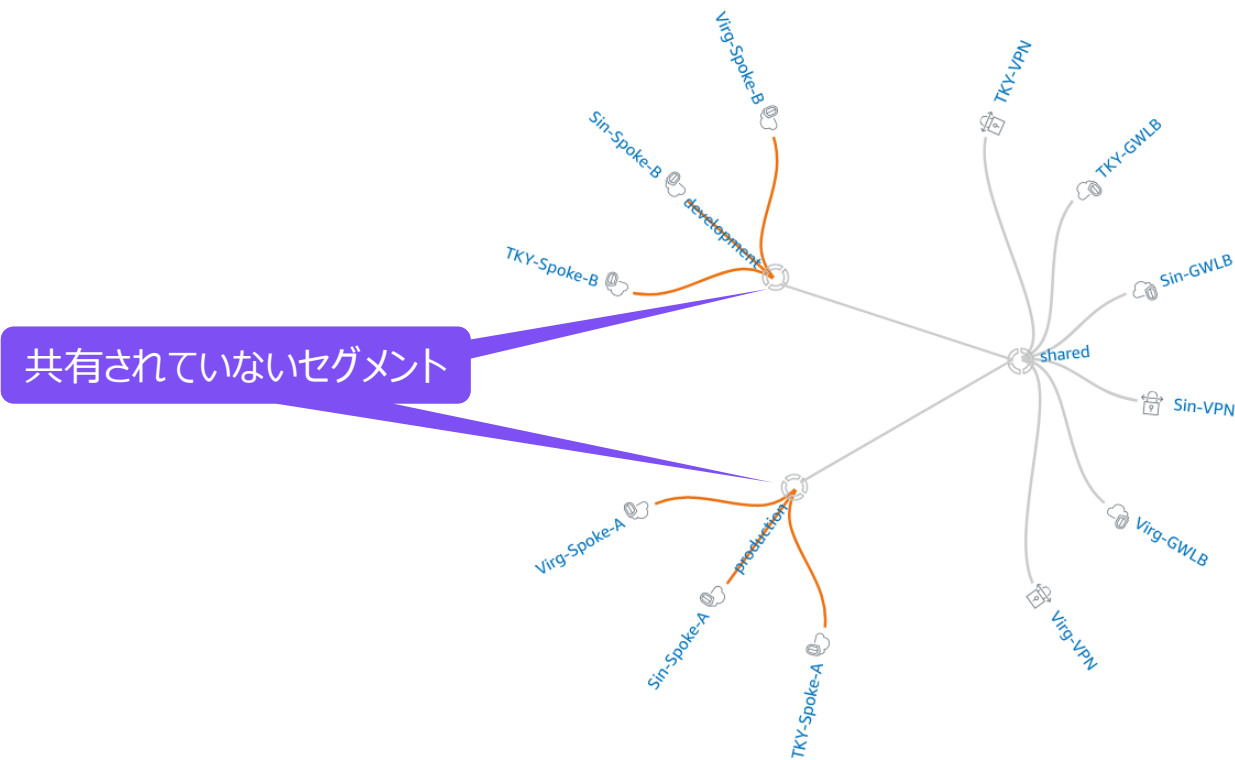 Virg-Spoke-B
TKY-VPN
Sin-Spoke-B
TKY-GWLB
development
TKY-Spoke-B
Sin-GWLB
共有されていないセグメント
shared
Sin-VPN
production
Virg-Spoke-A
Virg-GWLB
Sin-Spoke-A
Virg-VPN
TKY-Spoke-A